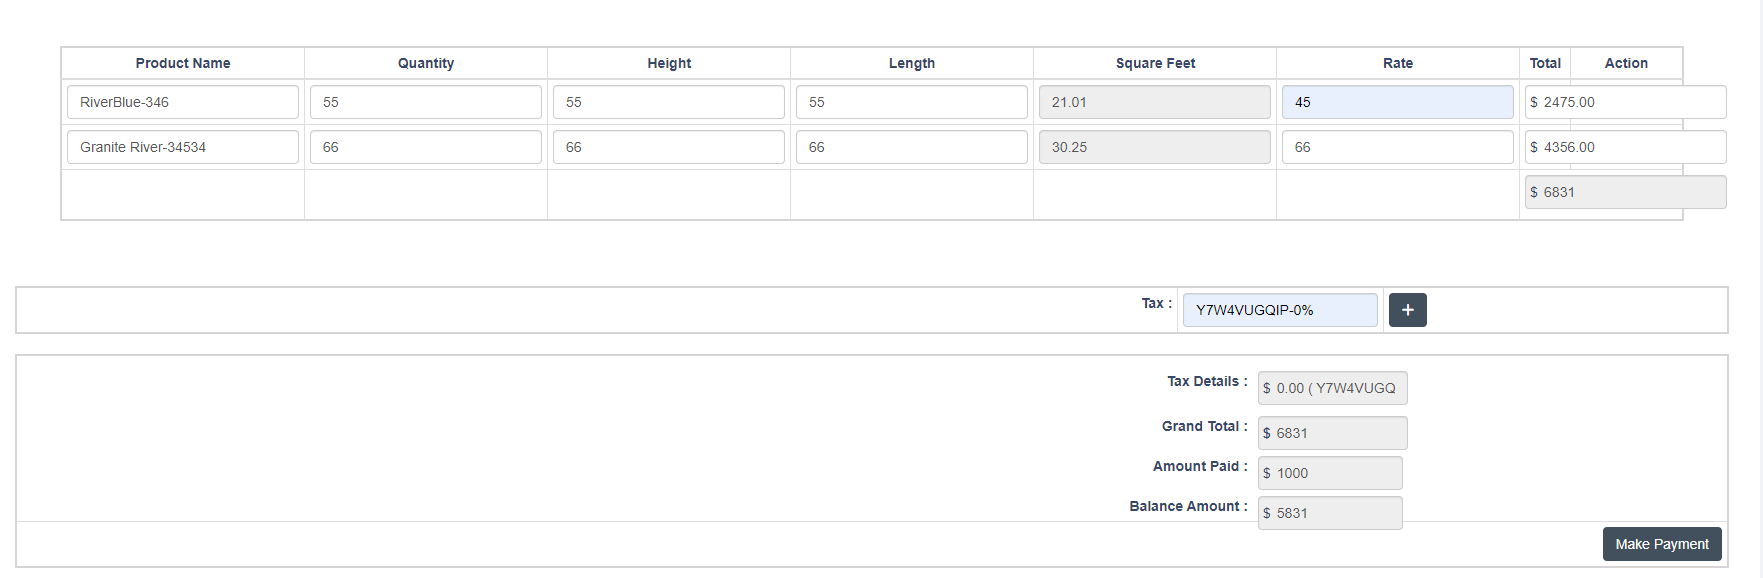 Product Name Quantity Height Length Square Feet Rate Total Action
RiverBlue-346 55 55 55 21.01 45 $ 2475.00
Granite River-34534 66 66 66 30.25 66 $ 4356.00
$ 6831
Tax : Y7W4VUGQIP-0% +
Tax Details : $ 0.00 ( Y7W4VUGQ
Grand Total : $ 6831
Amount Paid : $ 1000
Balance Amount : $ 5831
Make Payment